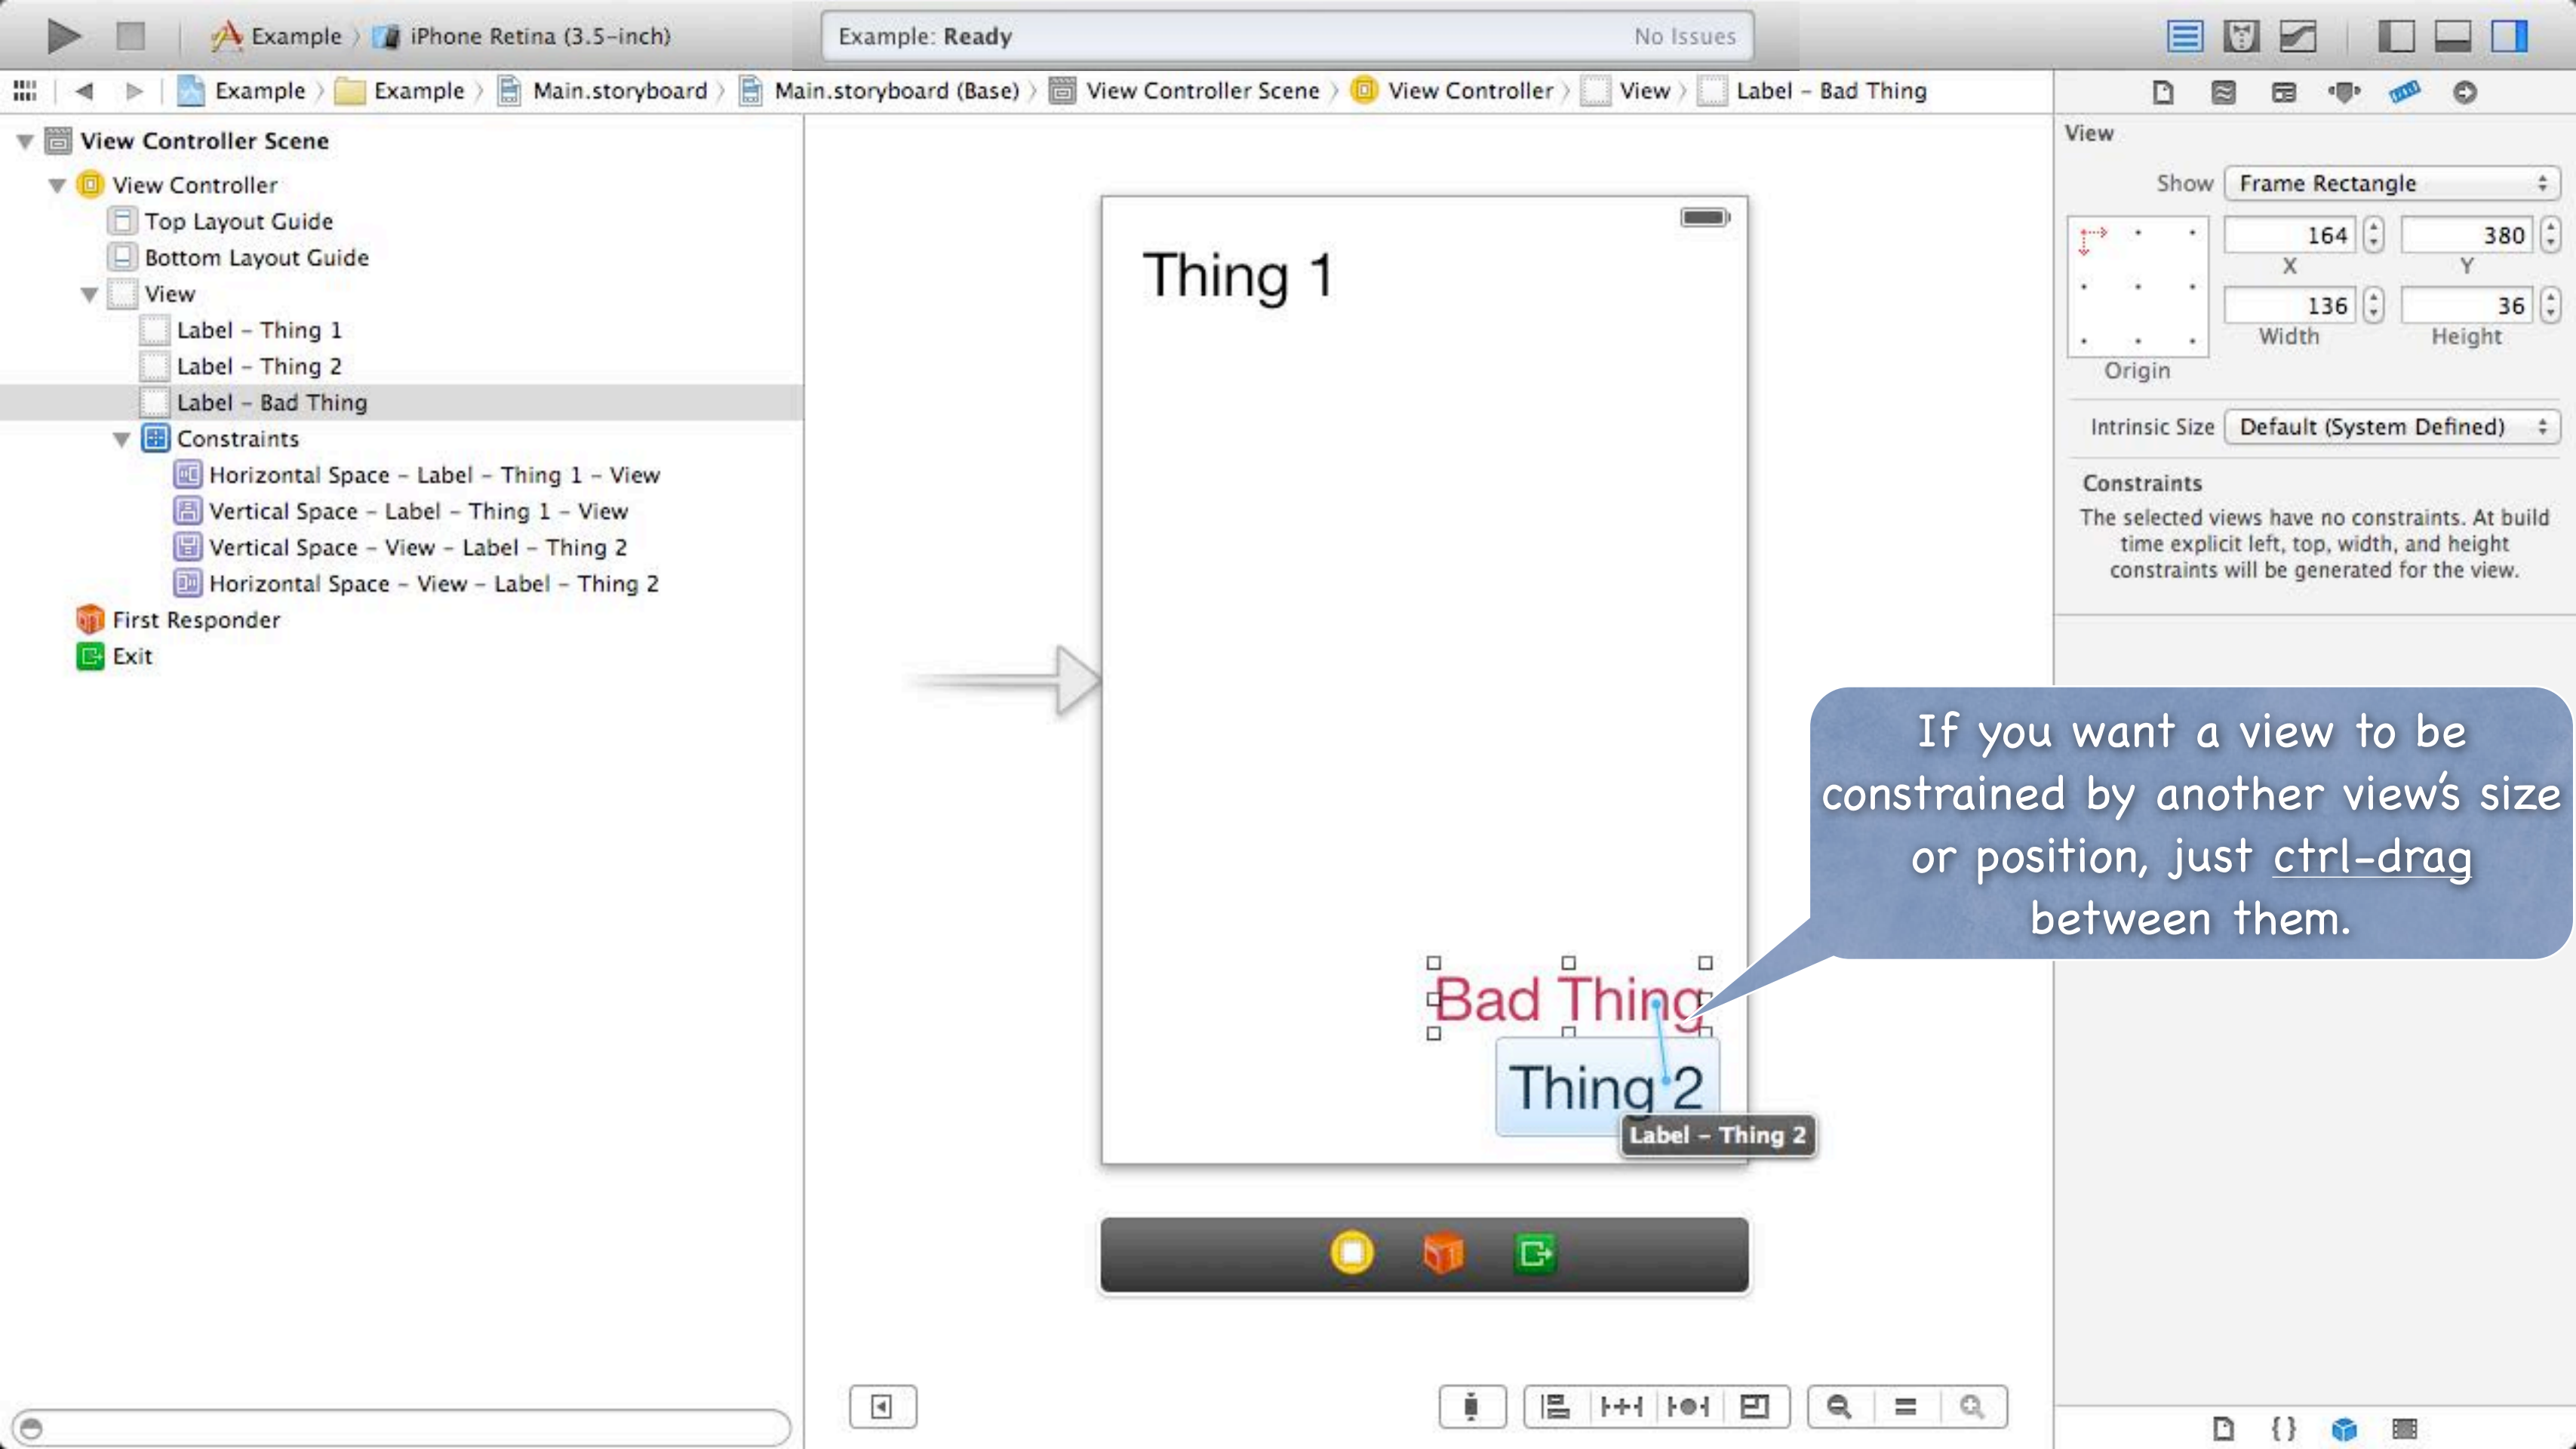 Example 〉 iPhone Retina (3.5-inch)
Example: Ready
No Issues
Example 〉 Example 〉 Main.storyboard 〉 Main.storyboard (Base) 〉 View Controller Scene 〉 View Controller 〉 View 〉 Label – Bad Thing
View Controller Scene
View Controller
Top Layout Guide
Bottom Layout Guide
View
Label – Thing 1
Label – Thing 2
Label – Bad Thing
Constraints
Horizontal Space – Label – Thing 1 – View
Vertical Space – Label – Thing 1 – View
Vertical Space – View – Label – Thing 2
Horizontal Space – View – Label – Thing 2
First Responder
Exit
Thing 1
Bad Thing
Thing 2
Label – Thing 2
If you want a view to be
constrained by another view's size
or position, just ctrl-drag
between them.
View
Show Frame Rectangle
164 380
X Y
136 36
Width Height
Origin
Intrinsic Size Default (System Defined)
Constraints
The selected views have no constraints. At build
time explicit left, top, width, and height
constraints will be generated for the view.